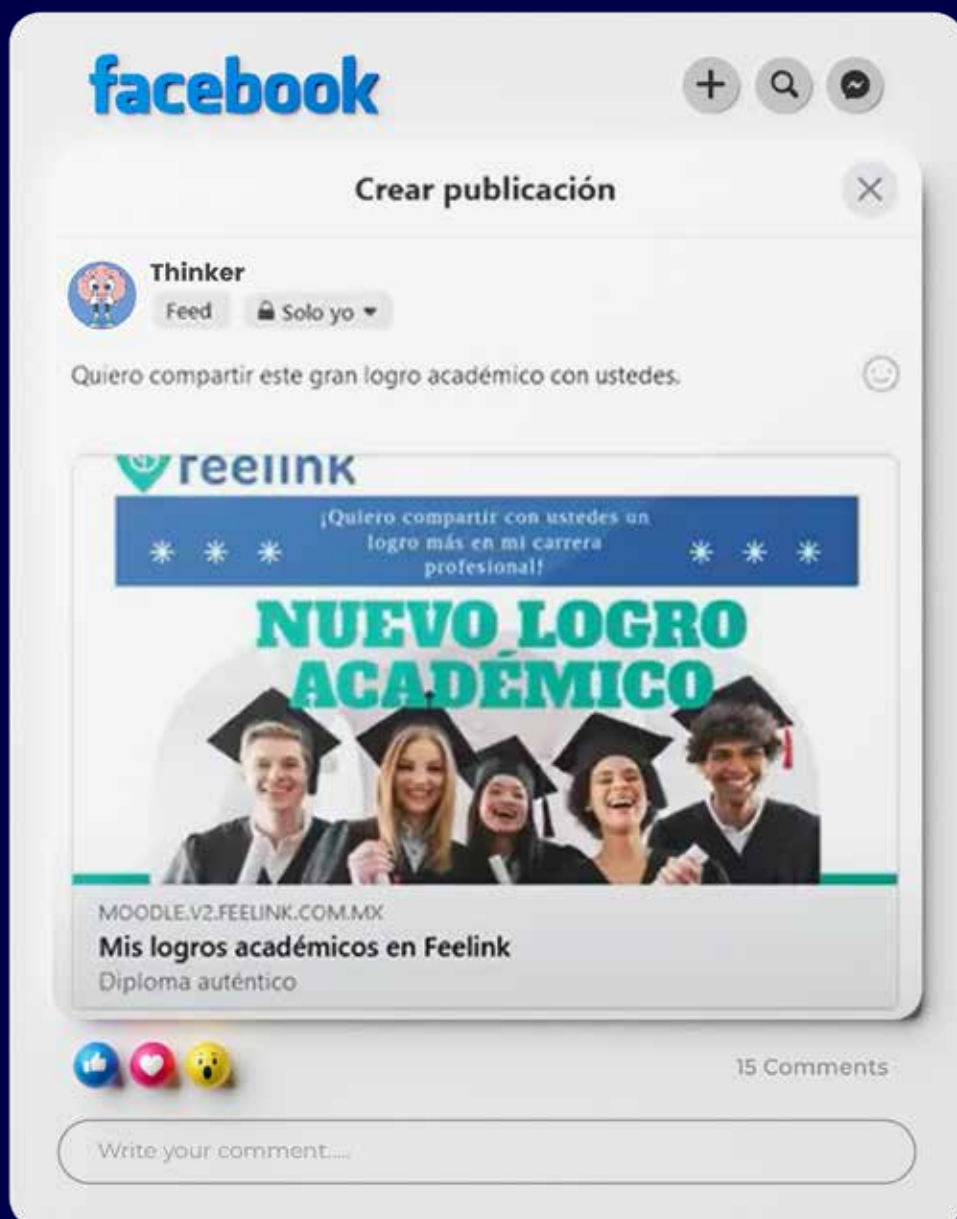 facebook
Crear publicación
Thinker
Feed
Solo yo
Quiero compartir este gran logro académico con ustedes.
feelink
¡Quiero compartir con ustedes un
logro más en mi carrera
profesional!
NUEVO LOGRO
ACADÉMICO
MOODLE.V2.FEELINK.COM.MX
Mis logros académicos en Feelink
Diploma auténtico
15 Comments
Write your comment.....